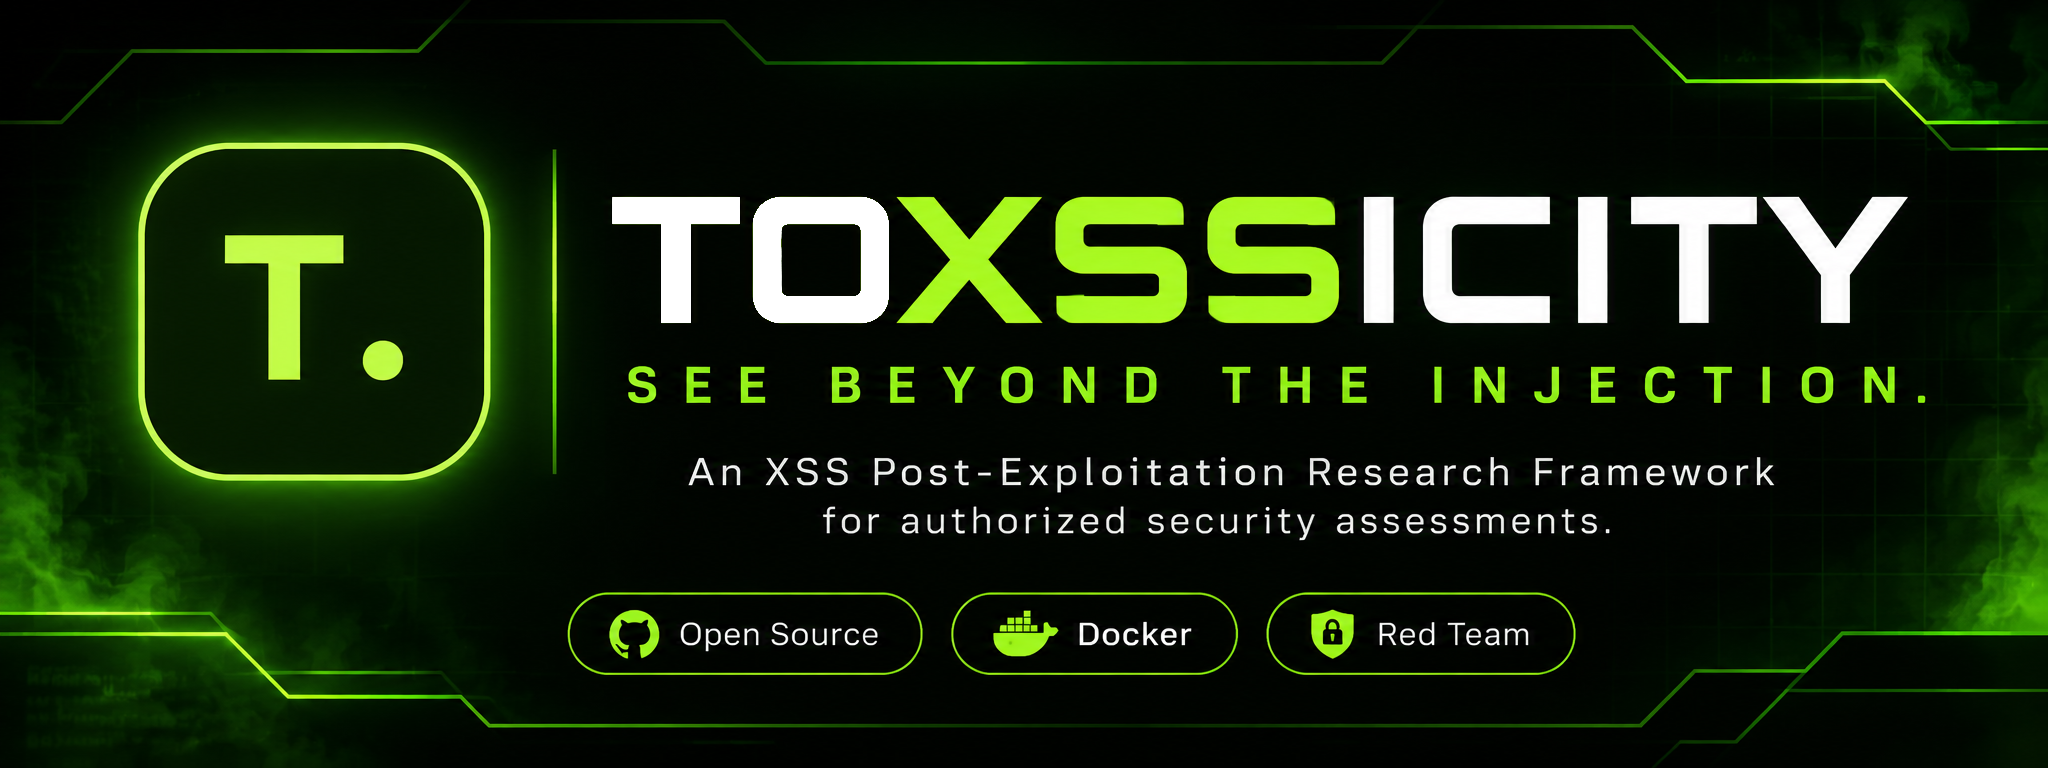 T.
TOXSSICITY
SEE BEYOND THE INJECTION.
An XSS Post-Exploitation Research Framework
for authorized security assessments.
Open Source
Docker
Red Team